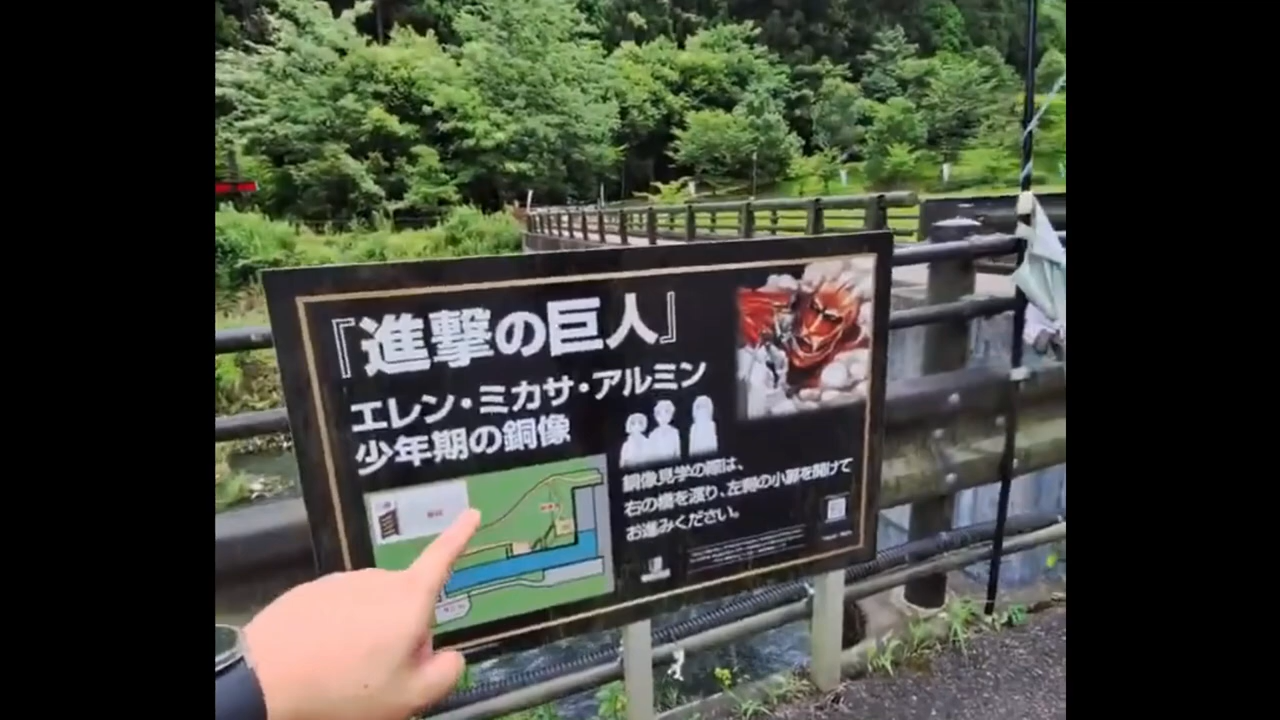 『進撃の巨人』
エレン・ミカサ・アルミン
少年期の銅像
銅像見学の際は、
右の橋を渡り、左側の小扉を開けて
お進みください。